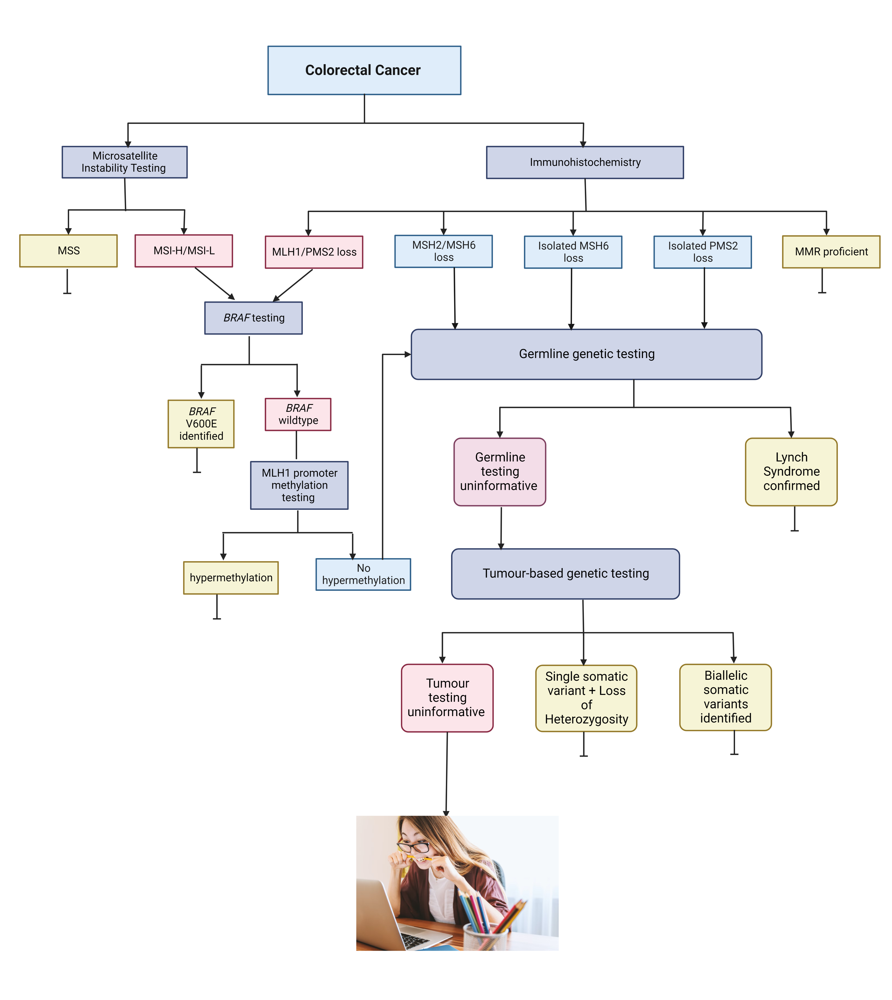 Colorectal Cancer
Microsatellite
Instability Testing
Immunohistochemistry
MSS
MSI-H/MSI-L
MLH1/PMS2 loss
MSH2/MSH6
loss
Isolated MSH6
loss
Isolated PMS2
loss
MMR proficient
BRAF testing
Germline genetic testing
BRAF
V600E
identified
BRAF
wildtype
Germline
testing
uninformative
Lynch
Syndrome
confirmed
MLH1 promoter
methylation
testing
hypermethylation
No
hypermethylation
Tumour-based genetic testing
Tumour
testing
uninformative
Single somatic
variant + Loss
of
Heterozygosity
Biallelic
somatic
variants
identified